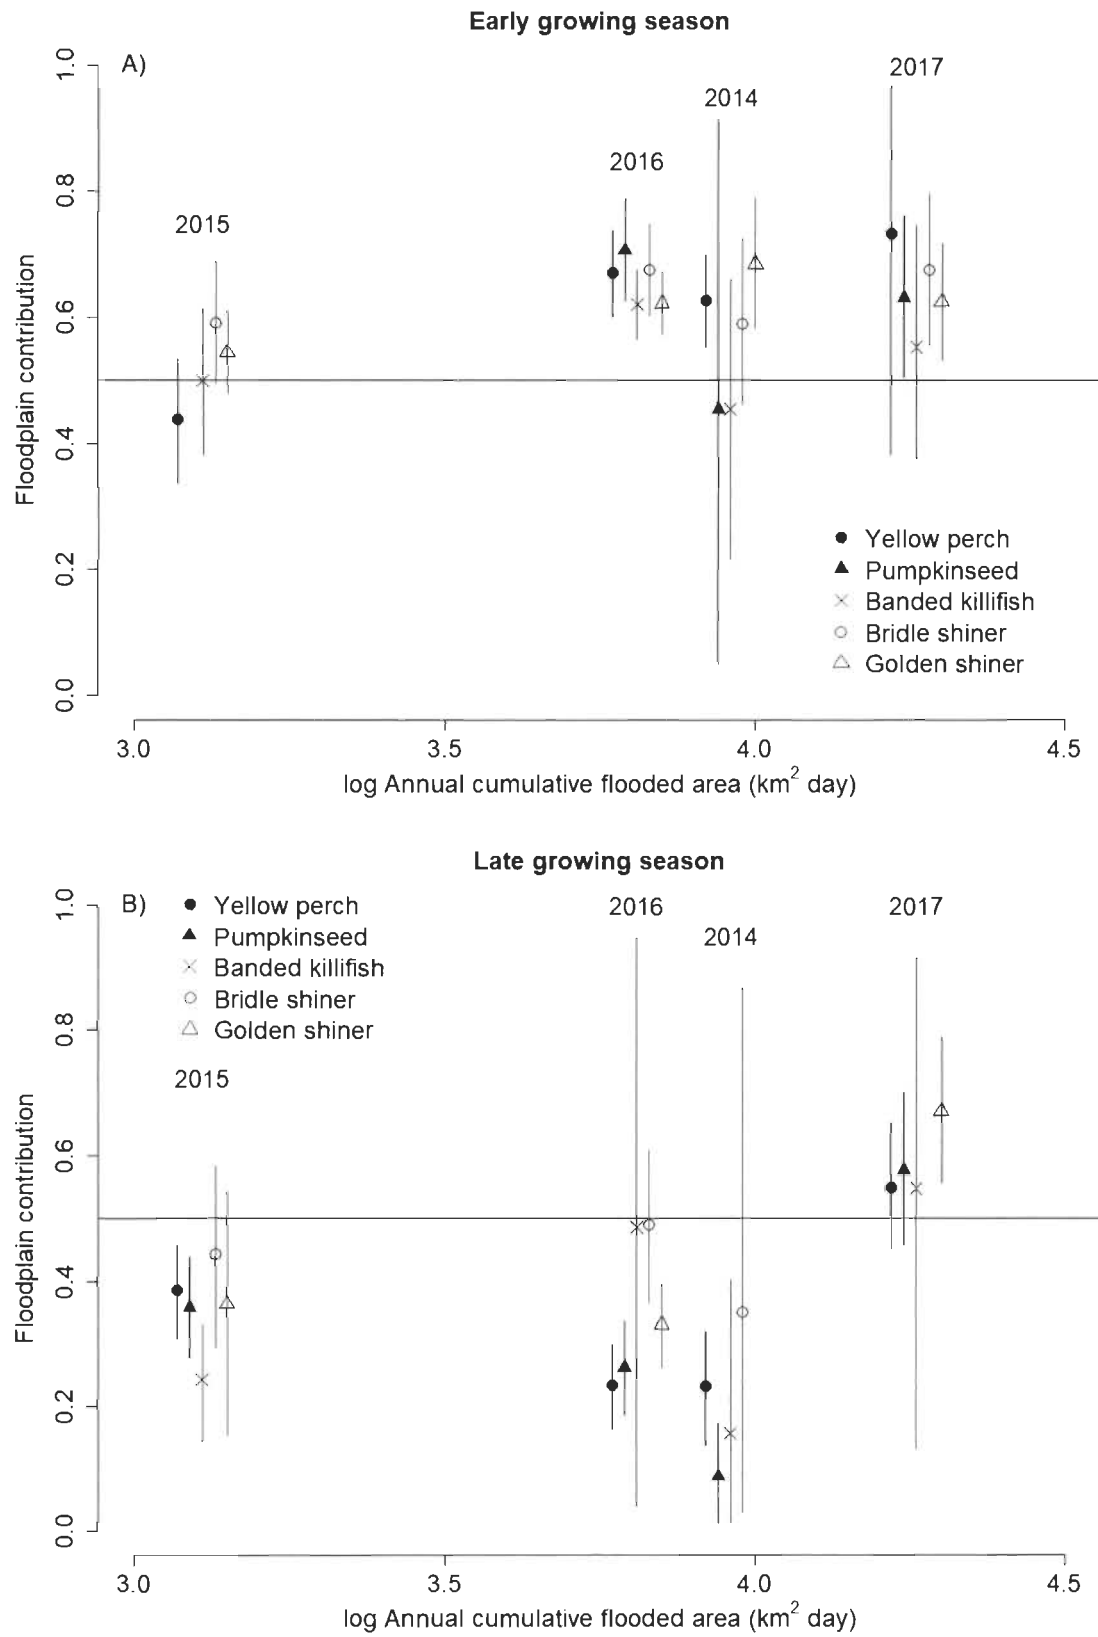 Early growing season
A)
2017
2014
2016
2015
1.0
0.8
0.6
0.4
0.2
0.0
Floodplain contribution
Yellow perch
Pumpkinseed
Banded killifish
Bridle shiner
Golden shiner
3.0 3.5 4.0 4.5
log Annual cumulative flooded area (km² day)
Late growing season
B)
Yellow perch
Pumpkinseed
Banded killifish
Bridle shiner
Golden shiner
2016
2017
2014
2015
1.0
0.8
0.6
0.4
0.2
0.0
Floodplain contribution
3.0 3.5 4.0 4.5
log Annual cumulative flooded area (km² day)